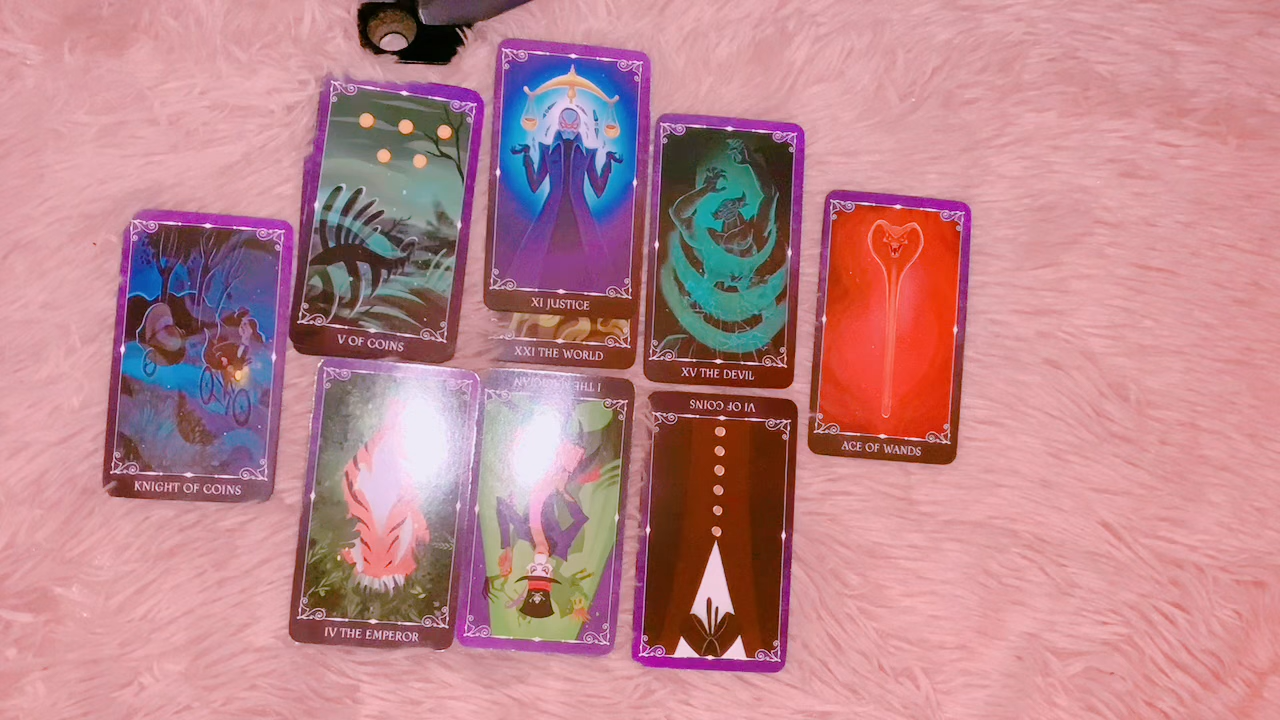 XI JUSTICE
V OF COINS
XXI THE WORLD
XV THE DEVIL
KNIGHT OF COINS
ACE OF WANDS
IV THE EMPEROR
I THE MAGICIAN
VI OF COINS